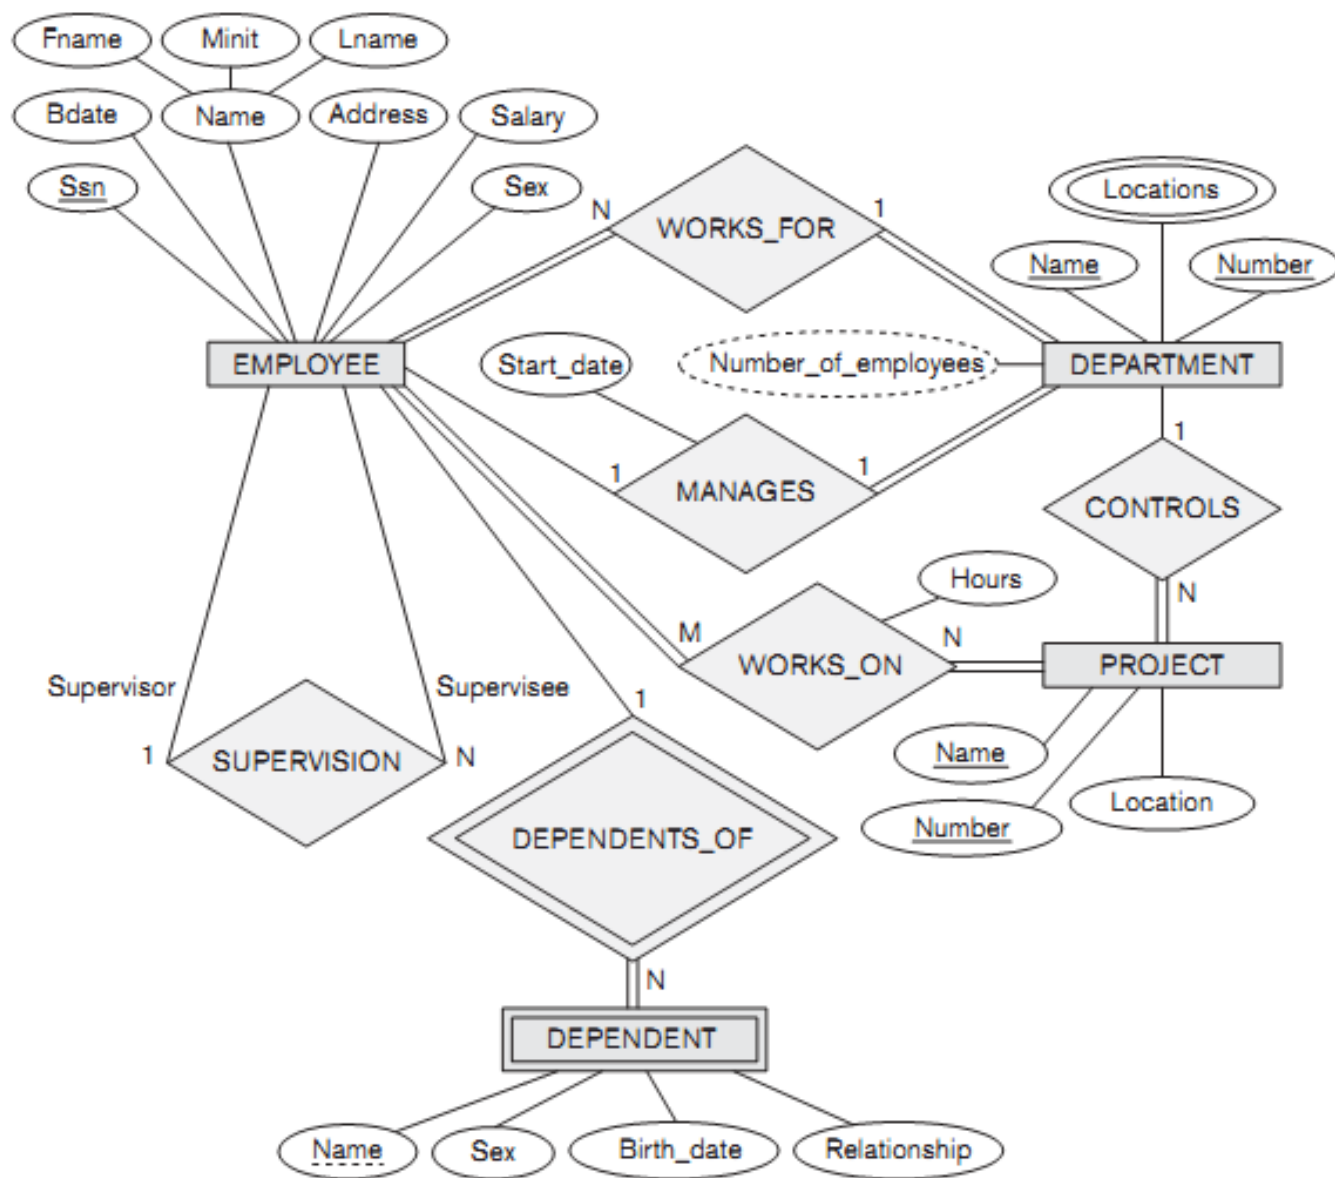 Fname
Minit
Lname
Bdate
Name
Address
Salary
Ssn
Sex
N
WORKS_FOR
1
Locations
Name
Number
EMPLOYEE
Start_date
Number_of_employees
DEPARTMENT
1
MANAGES
1
1
CONTROLS
N
Hours
M
WORKS_ON
N
PROJECT
Supervisor
Supervisee
1
SUPERVISION
N
1
Name
Location
Number
DEPENDENTS_OF
N
DEPENDENT
Name
Sex
Birth_date
Relationship